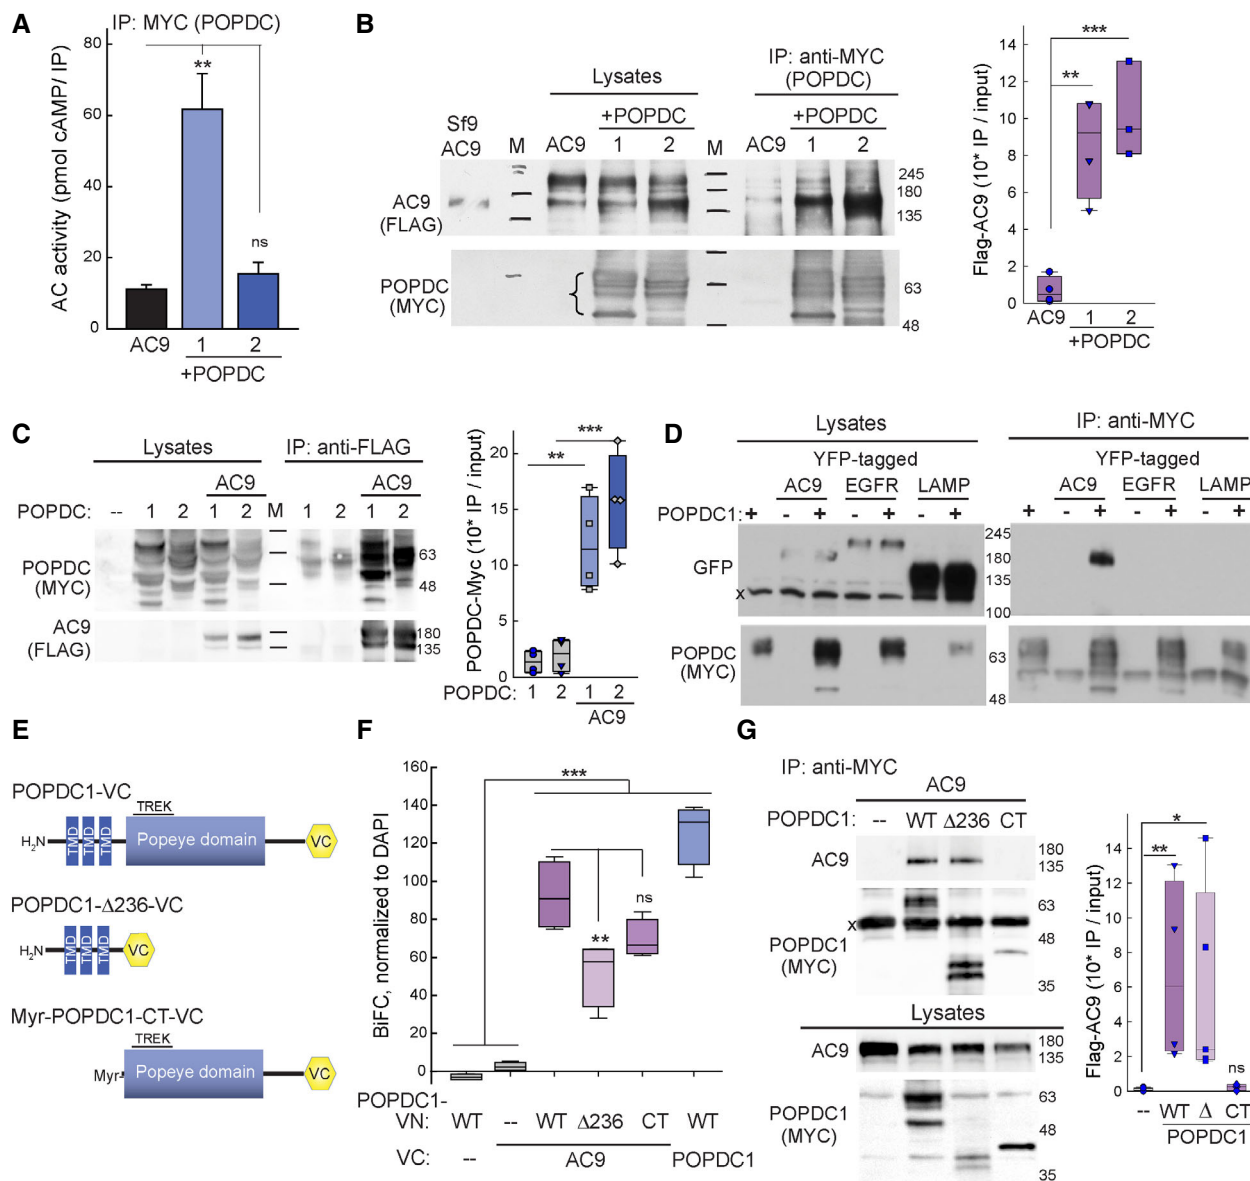 A
IP: MYC (POPDC)
AC activity (pmol cAMP/ IP)
80
60
40
20
0
**
ns
AC9 1 2
+POPDC
B
Lysates
IP: anti-MYC
(POPDC)
+POPDC
+POPDC
Sf9
AC9 M AC9 1 2 M AC9 1 2
AC9
(FLAG)
245
180
135
POPDC
(MYC)
63
48
Flag-AC9 (10* IP / input)
14
12
10
8
6
4
2
0
***
**
AC9 1 2
+POPDC
C
Lysates
IP: anti-FLAG
AC9
AC9
POPDC: -- 1 2 1 2 M 1 2 1 2
POPDC
(MYC)
63
48
AC9
(FLAG)
180
135
POPDC-Myc (10* IP / input)
20
15
10
5
0
***
**
POPDC: 1 2 1 2
AC9
D
Lysates
IP: anti-MYC
YFP-tagged
YFP-tagged
AC9 EGFR LAMP
AC9 EGFR LAMP
POPDC1: + - + - + - +
+ - + - + - +
GFP
x
245
180
135
100
POPDC
(MYC)
63
48
E
POPDC1-VC
TREK
H2N TMD TMD TMD Popeye domain VC
POPDC1-Δ236-VC
H2N TMD TMD TMD VC
Myr-POPDC1-CT-VC
TREK
Myr Popeye domain VC
F
BiFC, normalized to DAPI
160
140
120
100
80
60
40
20
0
***
**
ns
POPDC1-
VN: WT -- WT Δ236 CT WT
VC: -- AC9 POPDC1
G
IP: anti-MYC
AC9
POPDC1: -- WT Δ236 CT
AC9
180
135
x
POPDC1
(MYC)
63
48
35
Lysates
AC9
180
135
POPDC1
(MYC)
63
48
35
Flag-AC9 (10* IP / input)
14
12
10
8
6
4
2
0
*
**
ns
-- WT Δ CT
POPDC1